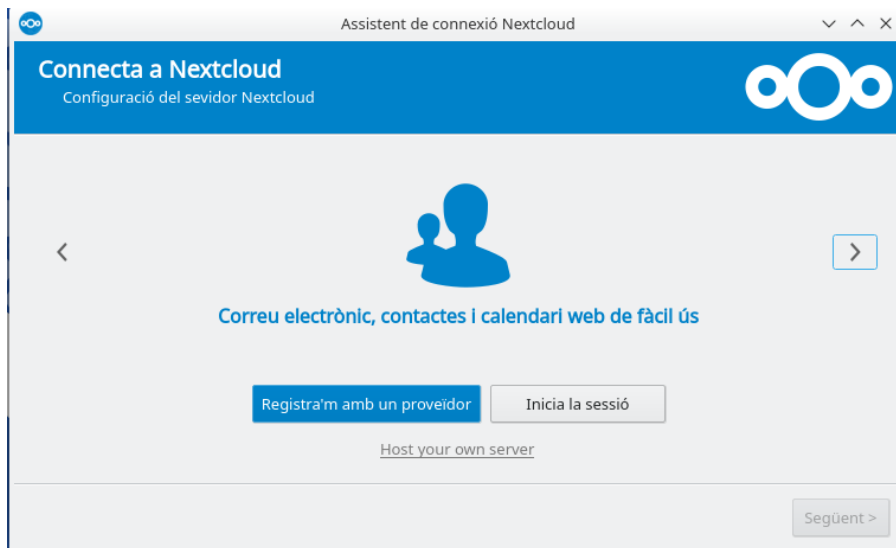 Assistent de connexió Nextcloud
Connecta a Nextcloud
Configuració del sevidor Nextcloud
Correu electrònic, contactes i calendari web de fàcil ús
Registra'm amb un proveïdor
Inicia la sessió
Host your own server
Següent >